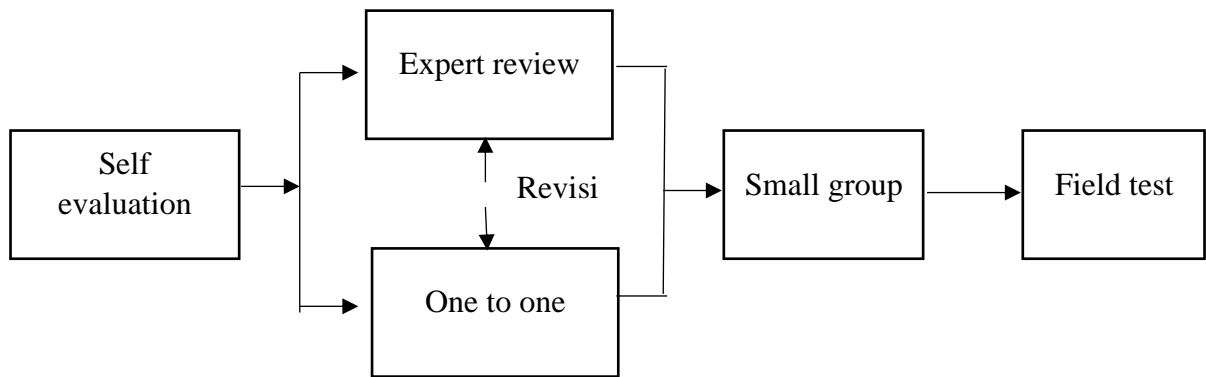 Self
evaluation
Expert review
Revisi
One to one
Small group
Field test